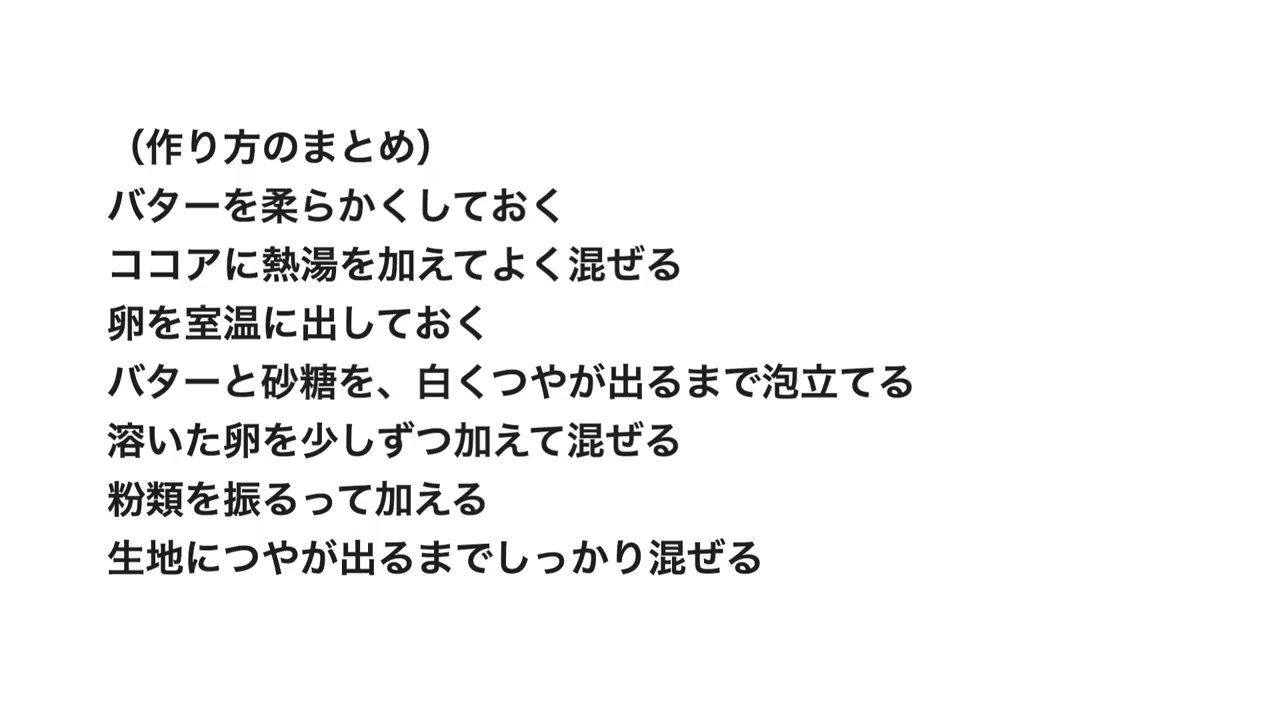 （作り方のまとめ）
バターを柔らかくしておく
ココアに熱湯を加えてよく混ぜる
卵を室温に出しておく
バターと砂糖を、白くつやが出るまで泡立てる
溶いた卵を少しずつ加えて混ぜる
粉類を振るって加える
生地につやが出るまでしっかり混ぜる